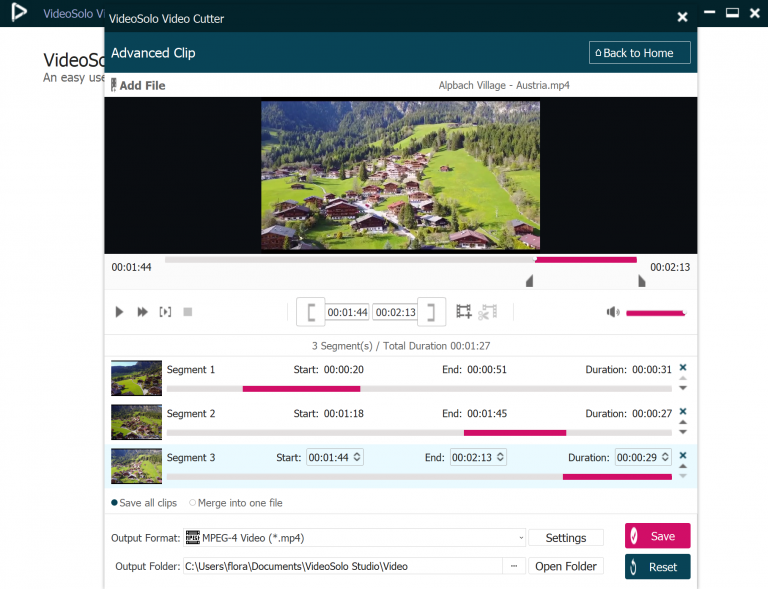 VideoSolo Vi
VideoSolo Video Cutter
VideoSo
An easy use
Advanced Clip
Back to Home
Add File
Alpbach Village - Austria.mp4
00:01:44
00:02:13
00:01:44
00:02:13
3 Segment(s) / Total Duration 00:01:27
Segment 1 Start: 00:00:20 End: 00:00:51 Duration: 00:00:31
Segment 2 Start: 00:01:18 End: 00:01:45 Duration: 00:00:27
Segment 3 Start: 00:01:44 End: 00:02:13 Duration: 00:00:29
Save all clips Merge into one file
Output Format: MPEG MPEG-4 Video (*.mp4) Settings
Save
Output Folder: C:\Users\flora\Documents\VideoSolo Studio\Video ... Open Folder
Reset